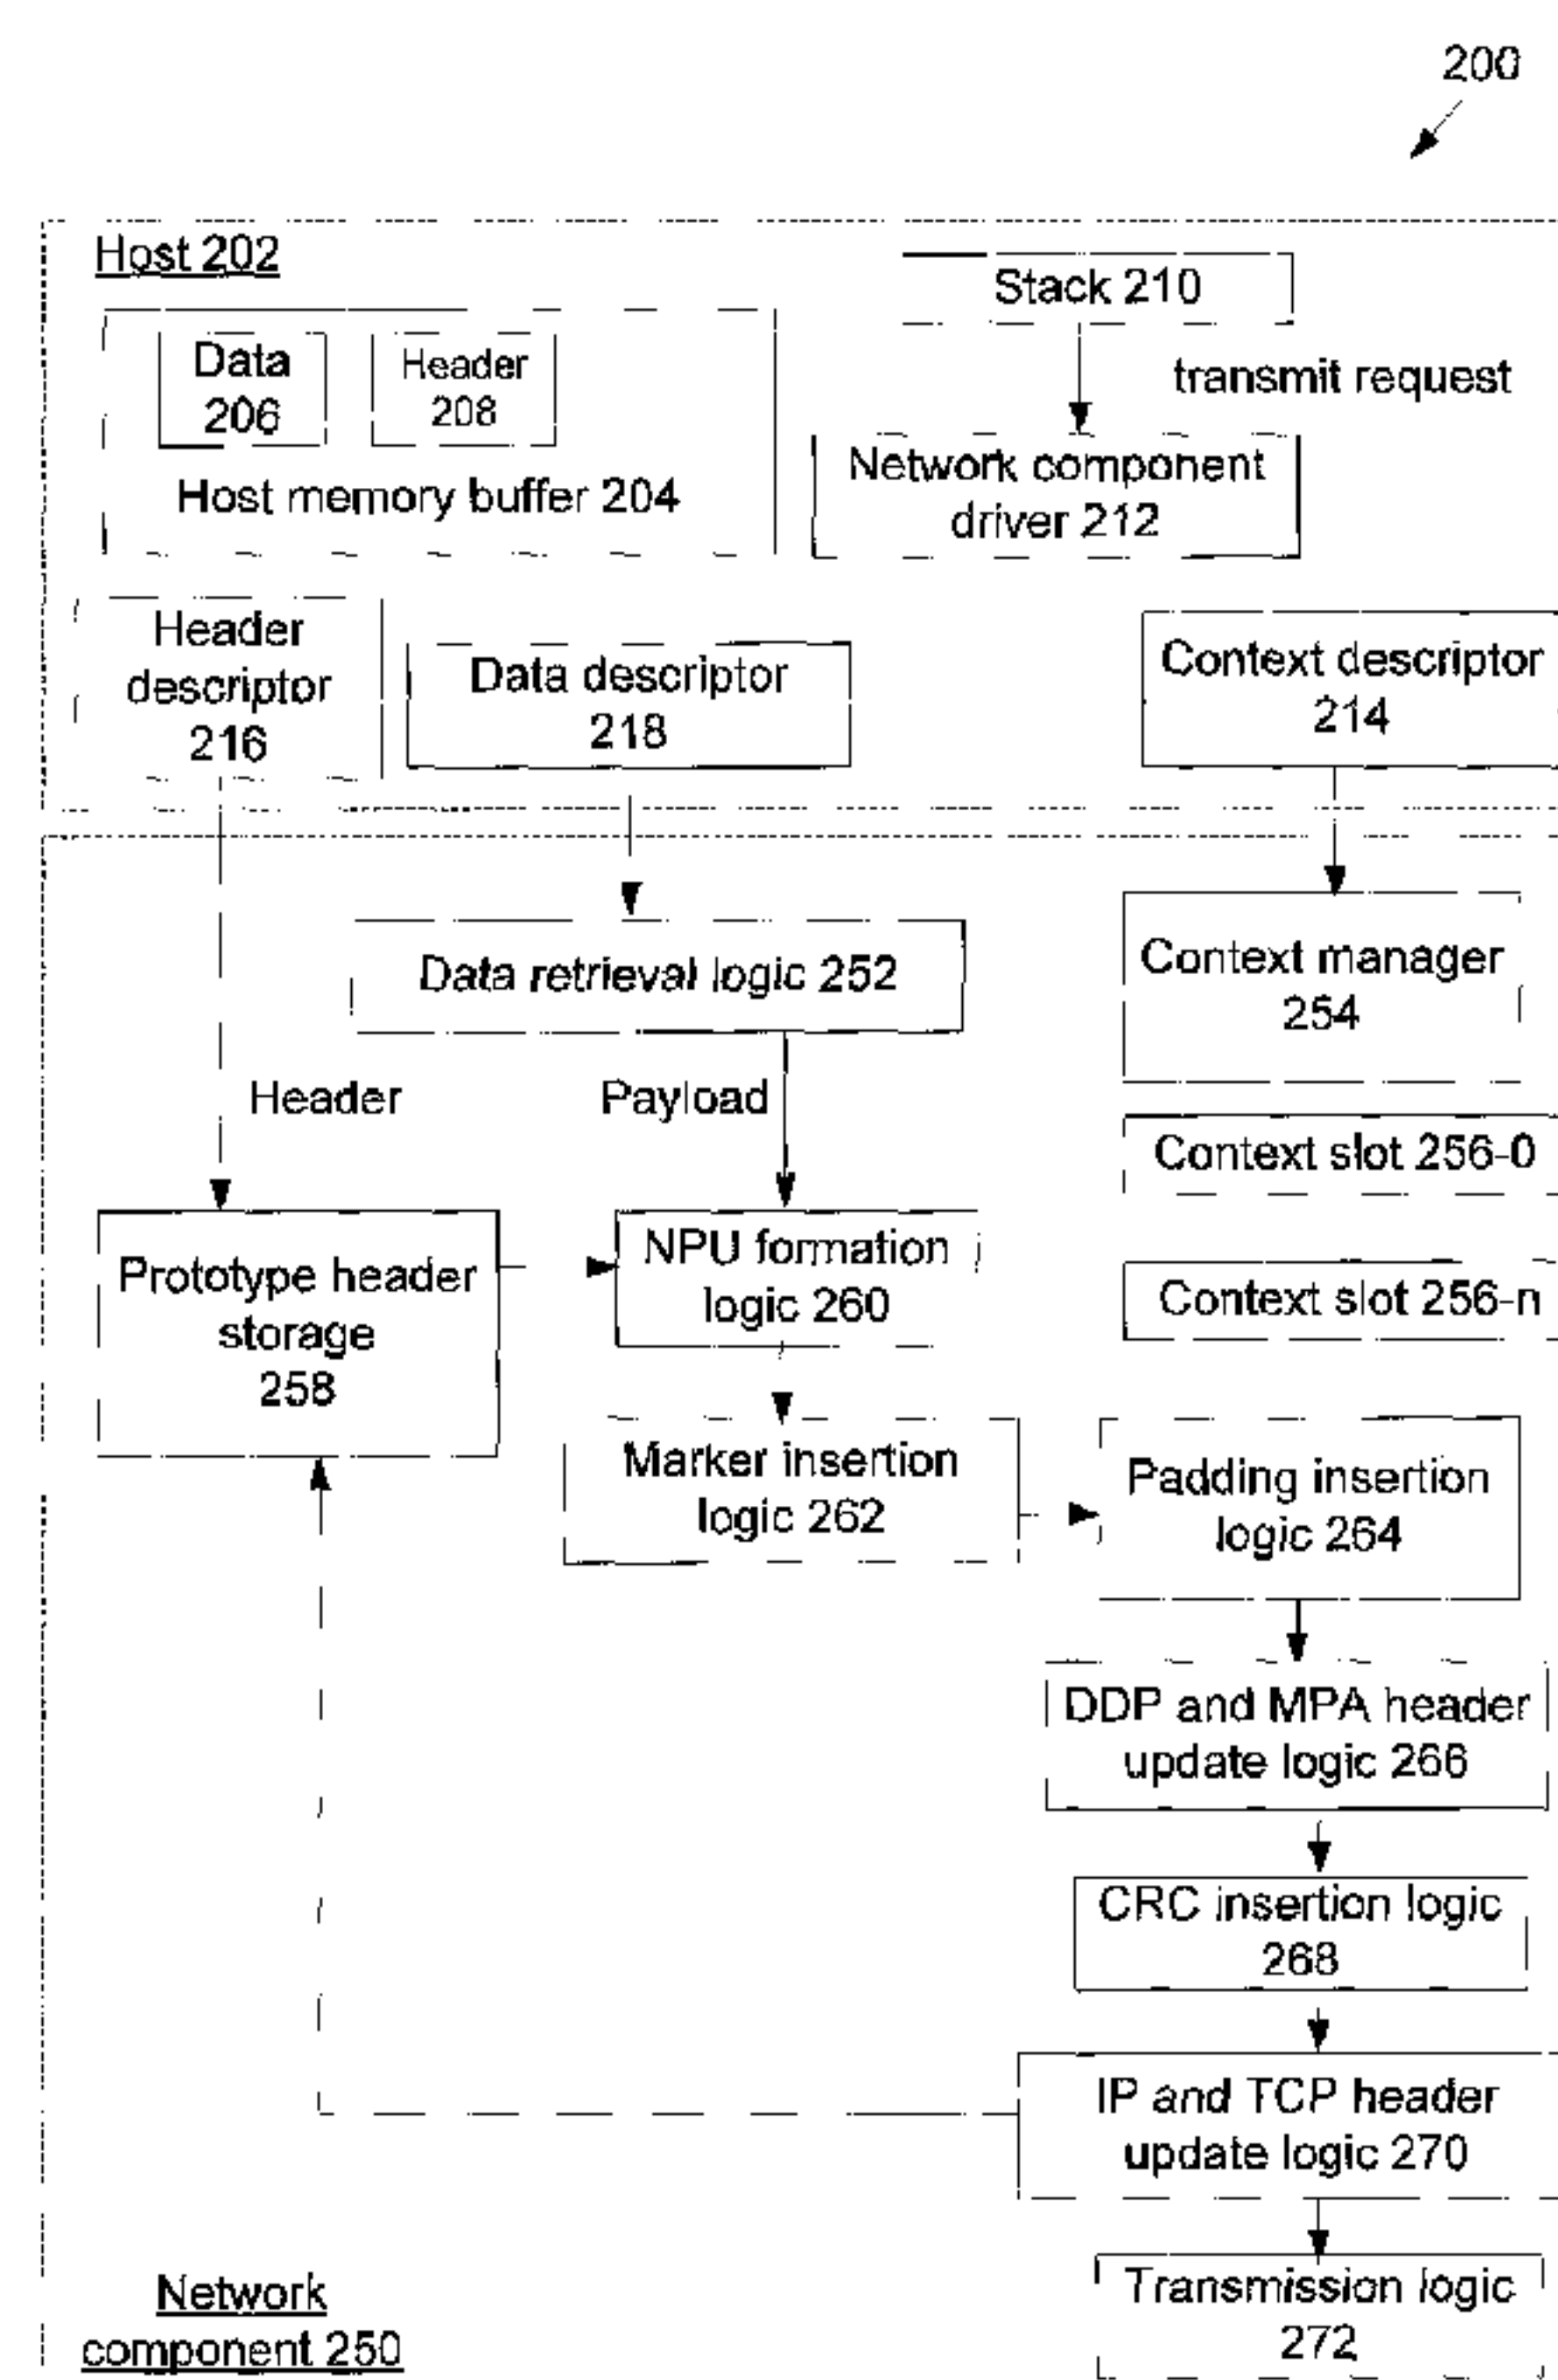 200
Host 202
Stack 210
Data
206
Header
208
transmit request
Host memory buffer 204
Network component
driver 212
Header
descriptor
216
Data descriptor
218
Context descriptor
214
Data retrieval logic 252
Context manager
254
Header
Payload
Context slot 256-0
Prototype header
storage
258
NPU formation
logic 260
Context slot 256-n
Marker insertion
logic 262
Padding insertion
logic 264
DDP and MPA header
update logic 266
CRC insertion logic
268
IP and TCP header
update logic 270
Network
component 250
Transmission logic
272